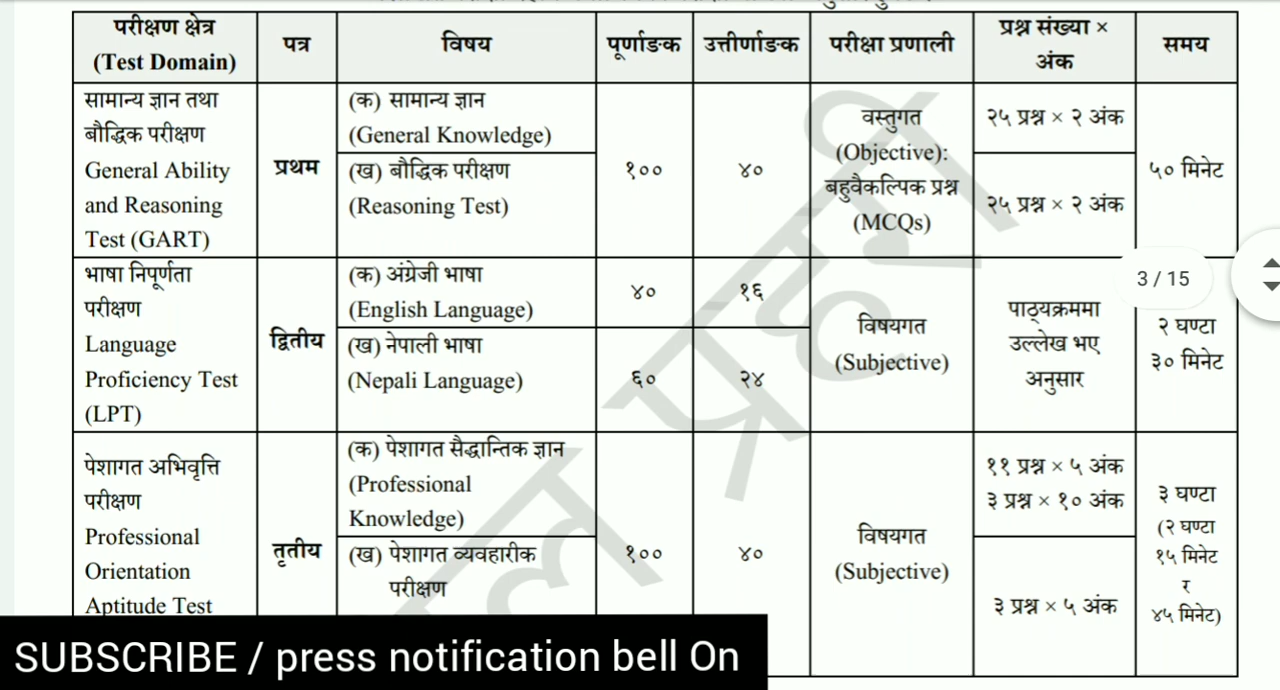 परीक्षण क्षेत्र
(Test Domain)
पत्र
विषय
पूर्णाङक
उत्तीर्णाङक
परीक्षा प्रणाली
प्रश्न संख्या ×
अंक
समय
सामान्य ज्ञान तथा
बौद्धिक परीक्षण
General Ability
and Reasoning
Test (GART)
प्रथम
(क) सामान्य ज्ञान
(General Knowledge)
(ख) बौद्धिक परीक्षण
(Reasoning Test)
१००
४०
वस्तुगत
(Objective):
बहुवैकल्पिक प्रश्न
(MCQs)
२५ प्रश्न × २ अंक
२५ प्रश्न × २ अंक
५० मिनेट
भाषा निपूर्णता
परीक्षण
Language
Proficiency Test
(LPT)
द्वितीय
(क) अंग्रेजी भाषा
(English Language)
४०
१६
(ख) नेपाली भाषा
(Nepali Language)
६०
२४
विषयगत
(Subjective)
पाठ्यक्रममा
उल्लेख भए
अनुसार
२ घण्टा
३० मिनेट
3 / 15
पेशागत अभिवृत्ति
परीक्षण
Professional
Orientation
Aptitude Test
तृतीय
(क) पेशागत सैद्धान्तिक ज्ञान
(Professional
Knowledge)
(ख) पेशागत व्यवहारीक
परीक्षण
१००
४०
विषयगत
(Subjective)
११ प्रश्न × ५ अंक
३ प्रश्न × १० अंक
३ प्रश्न × ५ अंक
३ घण्टा
(२ घण्टा
१५ मिनेट
र
४५ मिनेट)
SUBSCRIBE / press notification bell On